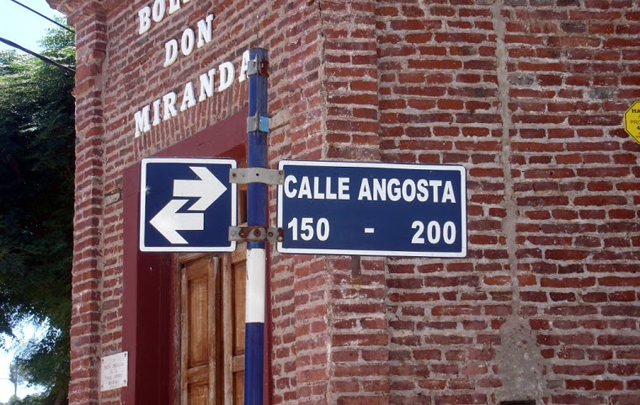 DON
MIRANDA
CALLE ANGOSTA
150 - 200